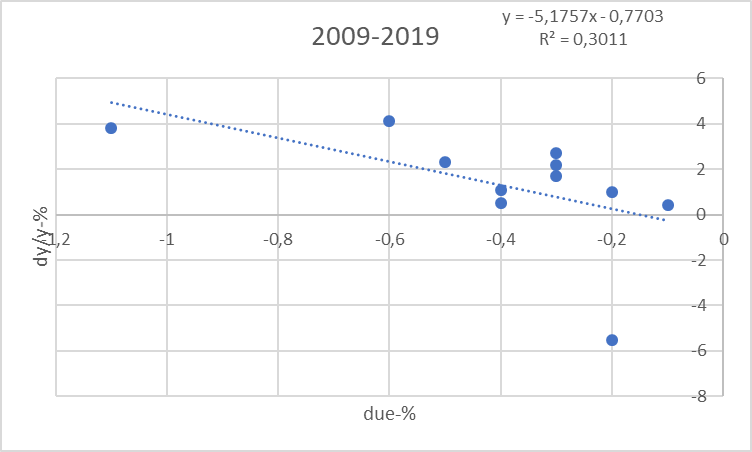 2009-2019
y = -5,1757x - 0,7703
R² = 0,3011
6
4
2
0
-2
-4
-6
-8
-1,2 -1 -0,8 -0,6 -0,4 -0,2 0
dy/y-%
due-%